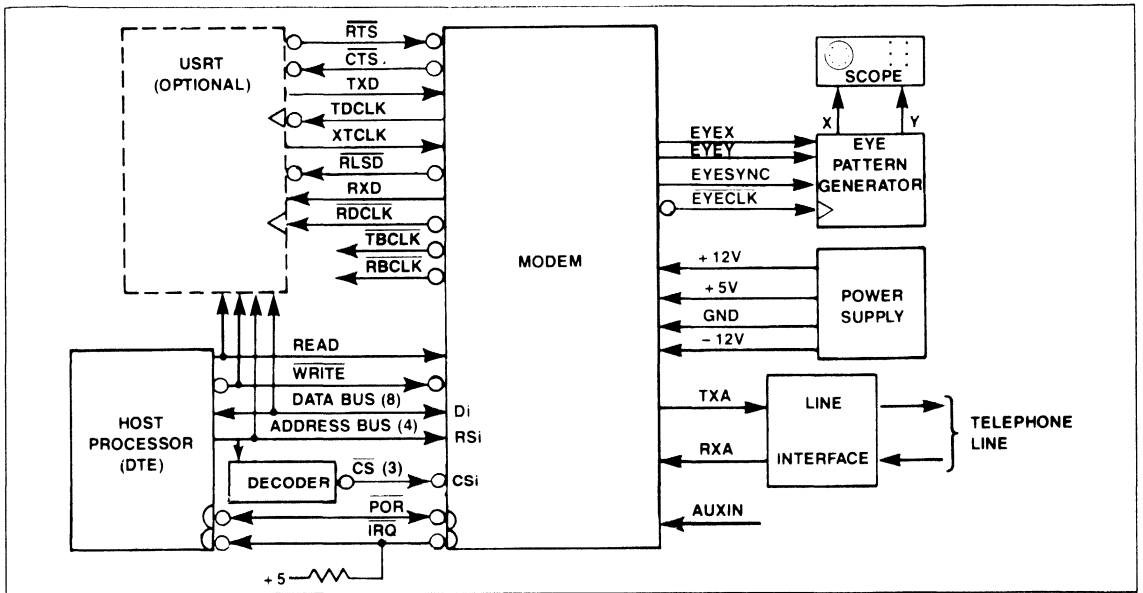 USRT
(OPTIONAL)
RTS
CTS
TXD
TDCLK
XTCLK
RLSD
RXD
RDCLK
TBCLK
RBCLK
MODEM
SCOPE
X
Y
EYEX
EYEY
EYESYNC
EYECLK
EYE
PATTERN
GENERATOR
+ 12V
+ 5V
GND
- 12V
POWER
SUPPLY
HOST
PROCESSOR
(DTE)
READ
WRITE
DATA BUS (8)
Di
ADDRESS BUS (4)
RSi
DECODER
CS (3)
CSi
POR
IRQ
+ 5
TXA
RXA
LINE
INTERFACE
TELEPHONE
LINE
AUXIN